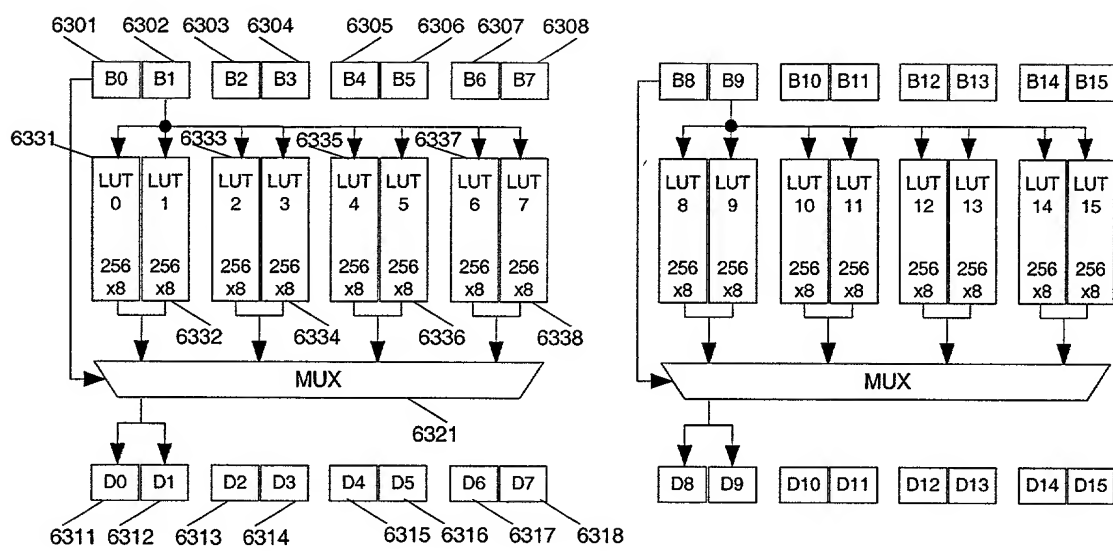 6301 6302 6303 6304 6305 6306 6307 6308
B0 B1 B2 B3 B4 B5 B6 B7 B8 B9 B10 B11 B12 B13 B14 B15
6331 6333 6335 6337
LUT LUT LUT LUT LUT LUT LUT LUT LUT LUT LUT LUT LUT LUT LUT LUT
0 1 2 3 4 5 6 7 8 9 10 11 12 13 14 15
256 256 256 256 256 256 256 256 256 256 256 256 256 256 256 256
x8 x8 x8 x8 x8 x8 x8 x8 x8 x8 x8 x8 x8 x8 x8 x8
6332 6334 6336 6338
MUX MUX
6321
D0 D1 D2 D3 D4 D5 D6 D7 D8 D9 D10 D11 D12 D13 D14 D15
6311 6312 6313 6314 6315 6316 6317 6318